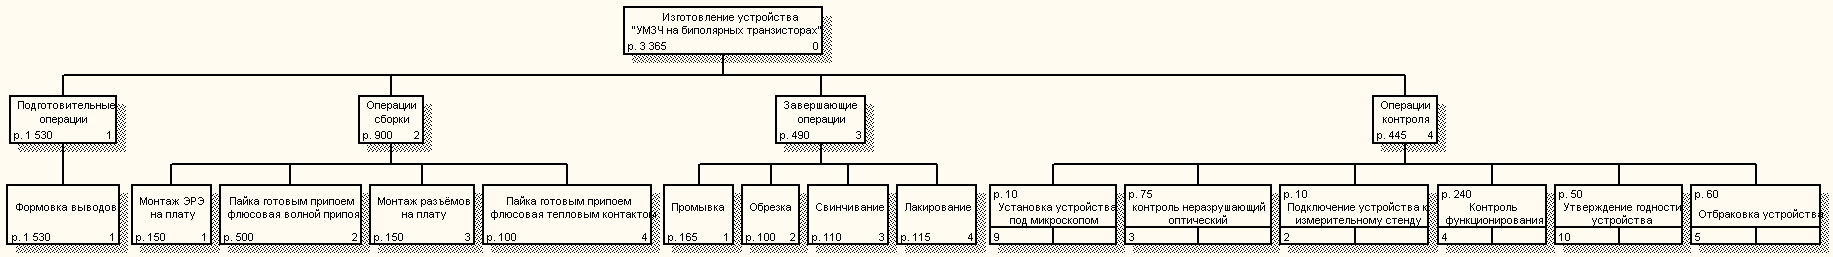 Изготовление устройства
"УМЗЧ на биполярных транзисторах"
р. 3 365 0
Подготовительные
операции
р. 1 530 1
Операции
сборки
р. 900 2
Завершающие
операции
р. 490 3
Операции
контроля
р. 445 4
Формовка выводов
р. 1 530 1
Монтаж ЭРЭ
на плату
р. 150 1
Пайка готовым припоем
флюсовая волной припоя
р. 500 2
Монтаж разъёмов
на плату
р. 150 3
Пайка готовым припоем
флюсовая тепловым контактом
р. 100 4
Промывка
р. 165 1
Обрезка
р. 100 2
Свинчивание
р. 110 3
Лакирование
р. 115 4
р. 10
Установка устройства
под микроскопом
9
р. 75
контроль неразрушающий
оптический
3
р. 10
Подключение устройства к
измерительному стенду
2
р. 240
Контроль
функционирования
4
р. 50
Утверждение годности
устройства
10
р. 60
Отбраковка устройства
5